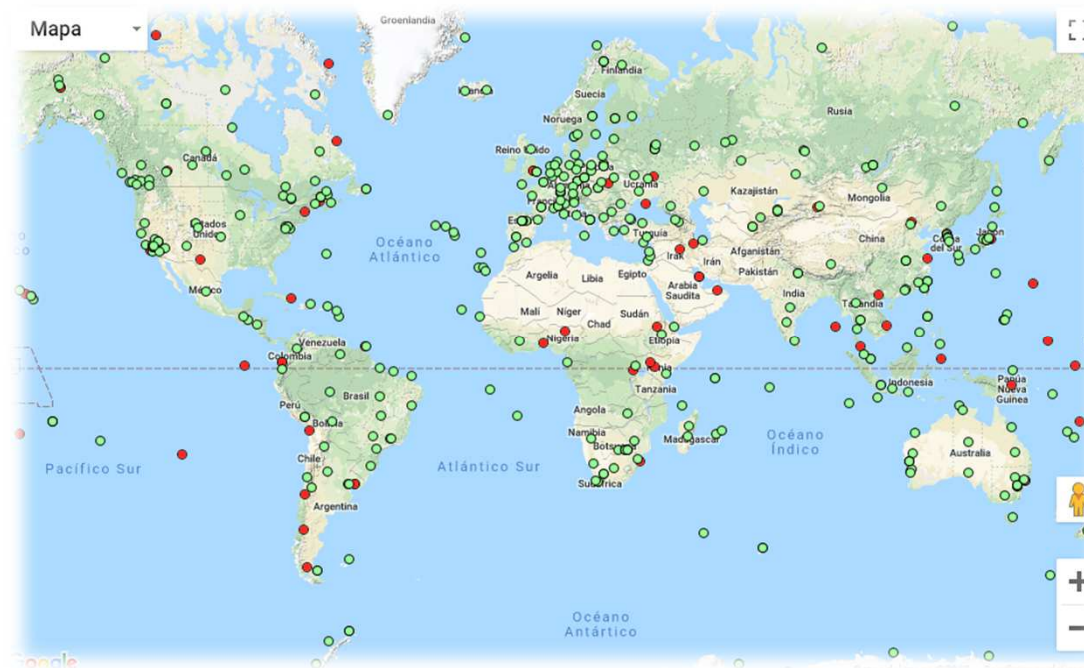 Mapa
Groenlandia
Finlandia
Suecia
Rusia
Noruega
Canadá
Reino Unido
Ucrania
Kazajistán
Mongolia
Estados
Unidos
Océano
Atlántico
Turquía
China
Corea
del Sur
Japón
Irak
Irán
Afganistán
Pakistán
Argelia
Libia
Egipto
Arabia
Saudita
México
India
Tailandia
Malí
Níger
Sudán
Chad
Nigeria
Etiopía
Venezuela
Colombia
Kenia
Indonesia
Papúa
Nueva
Guinea
Tanzania
Perú
Brasil
Angola
Bolivia
Namibia
Botsuana
Madagascar
Océano
Índico
Australia
Pacífico Sur
Chile
Atlántico Sur
Sudáfrica
Argentina
Océano
Antártico
Google